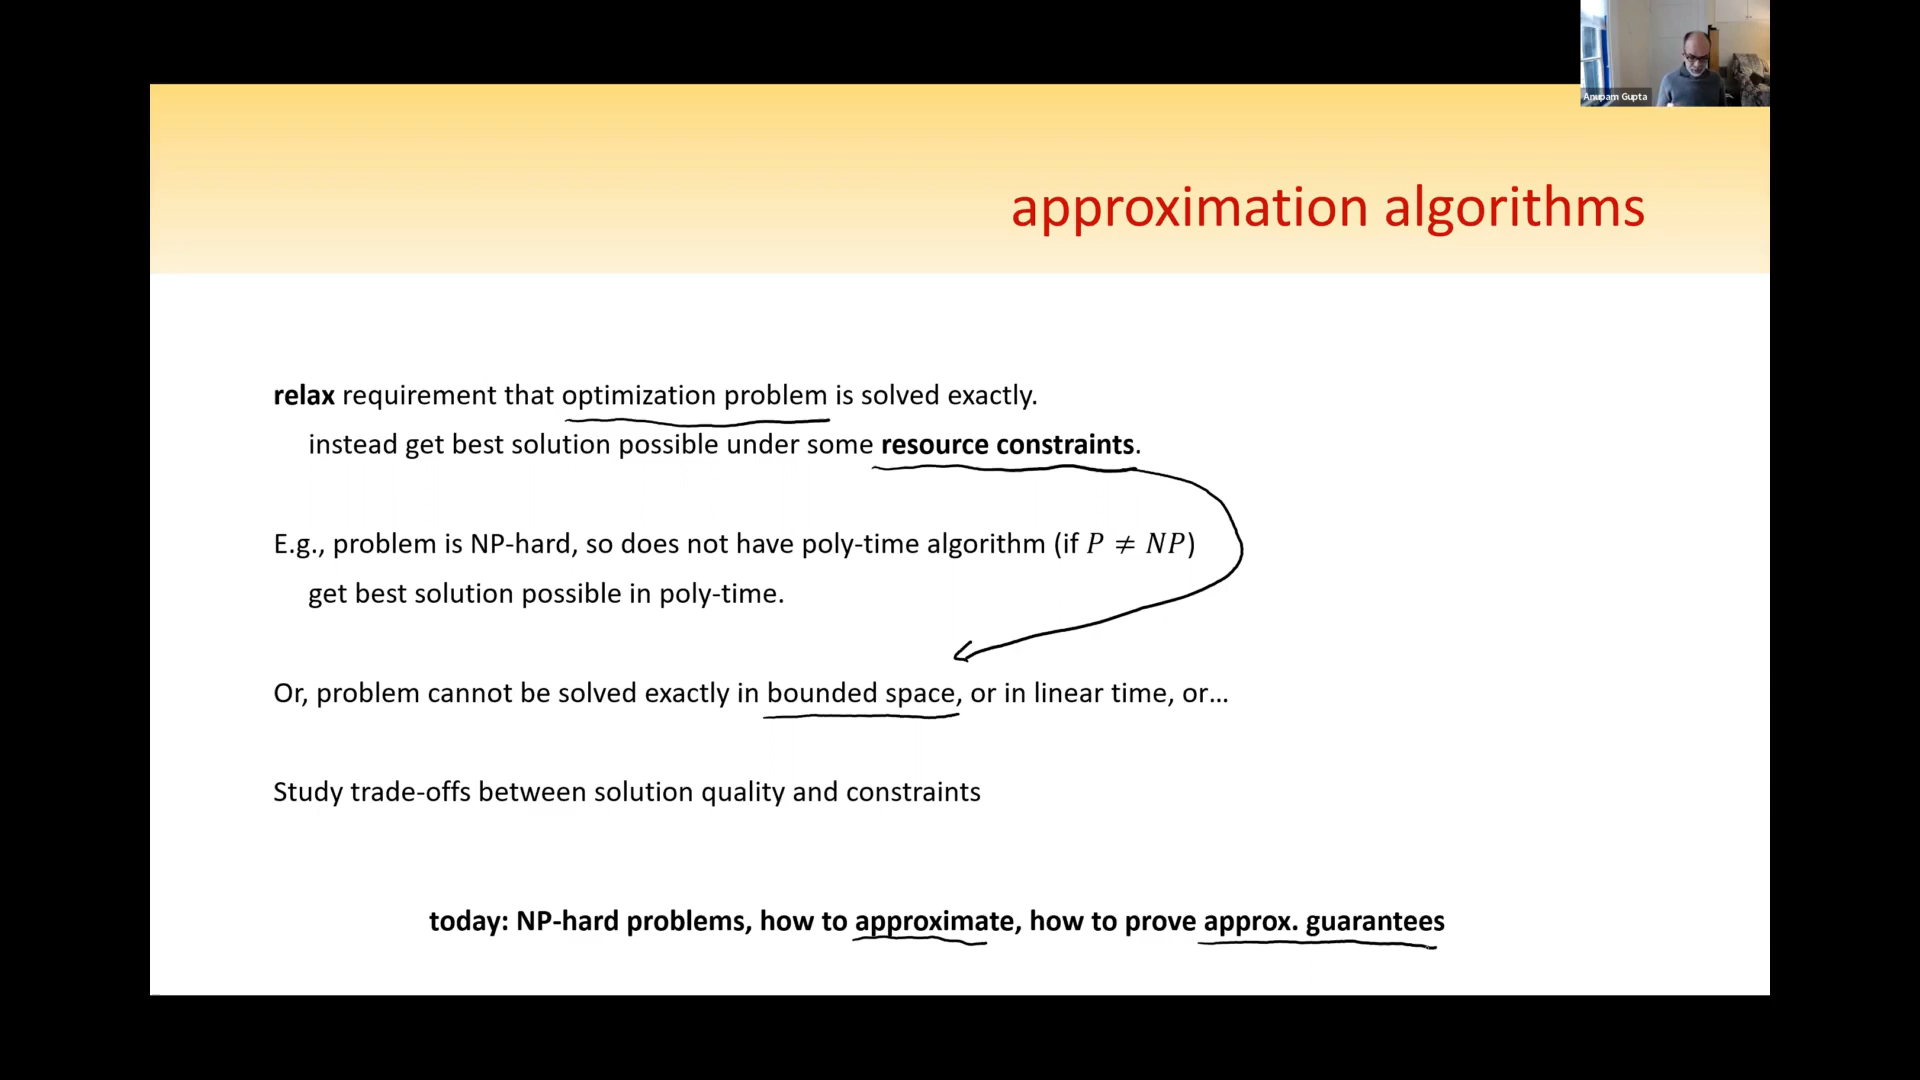 Anupam Gupta
approximation algorithms
relax requirement that optimization problem is solved exactly.
instead get best solution possible under some resource constraints.
E.g., problem is NP-hard, so does not have poly-time algorithm (if P ≠ NP)
get best solution possible in poly-time.
Or, problem cannot be solved exactly in bounded space, or in linear time, or…
Study trade-offs between solution quality and constraints
today: NP-hard problems, how to approximate, how to prove approx. guarantees